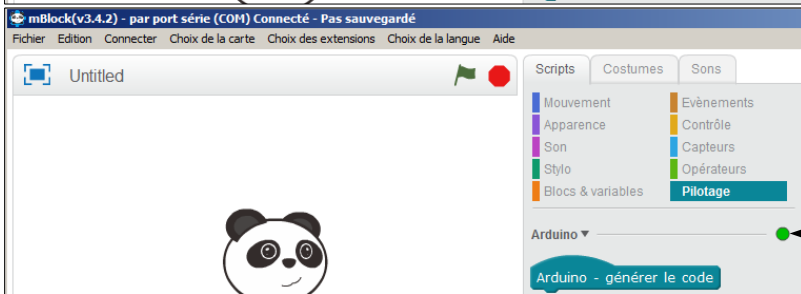 mBlock(v3.4.2) - par port série (COM) Connecté - Pas sauvegardé
Fichier Edition Connecter Choix de la carte Choix des extensions Choix de la langue Aide
Untitled
Scripts Costumes Sons
Mouvement Evènements
Apparence Contrôle
Son Capteurs
Stylo Opérateurs
Blocs & variables Pilotage
Arduino
Arduino - générer le code